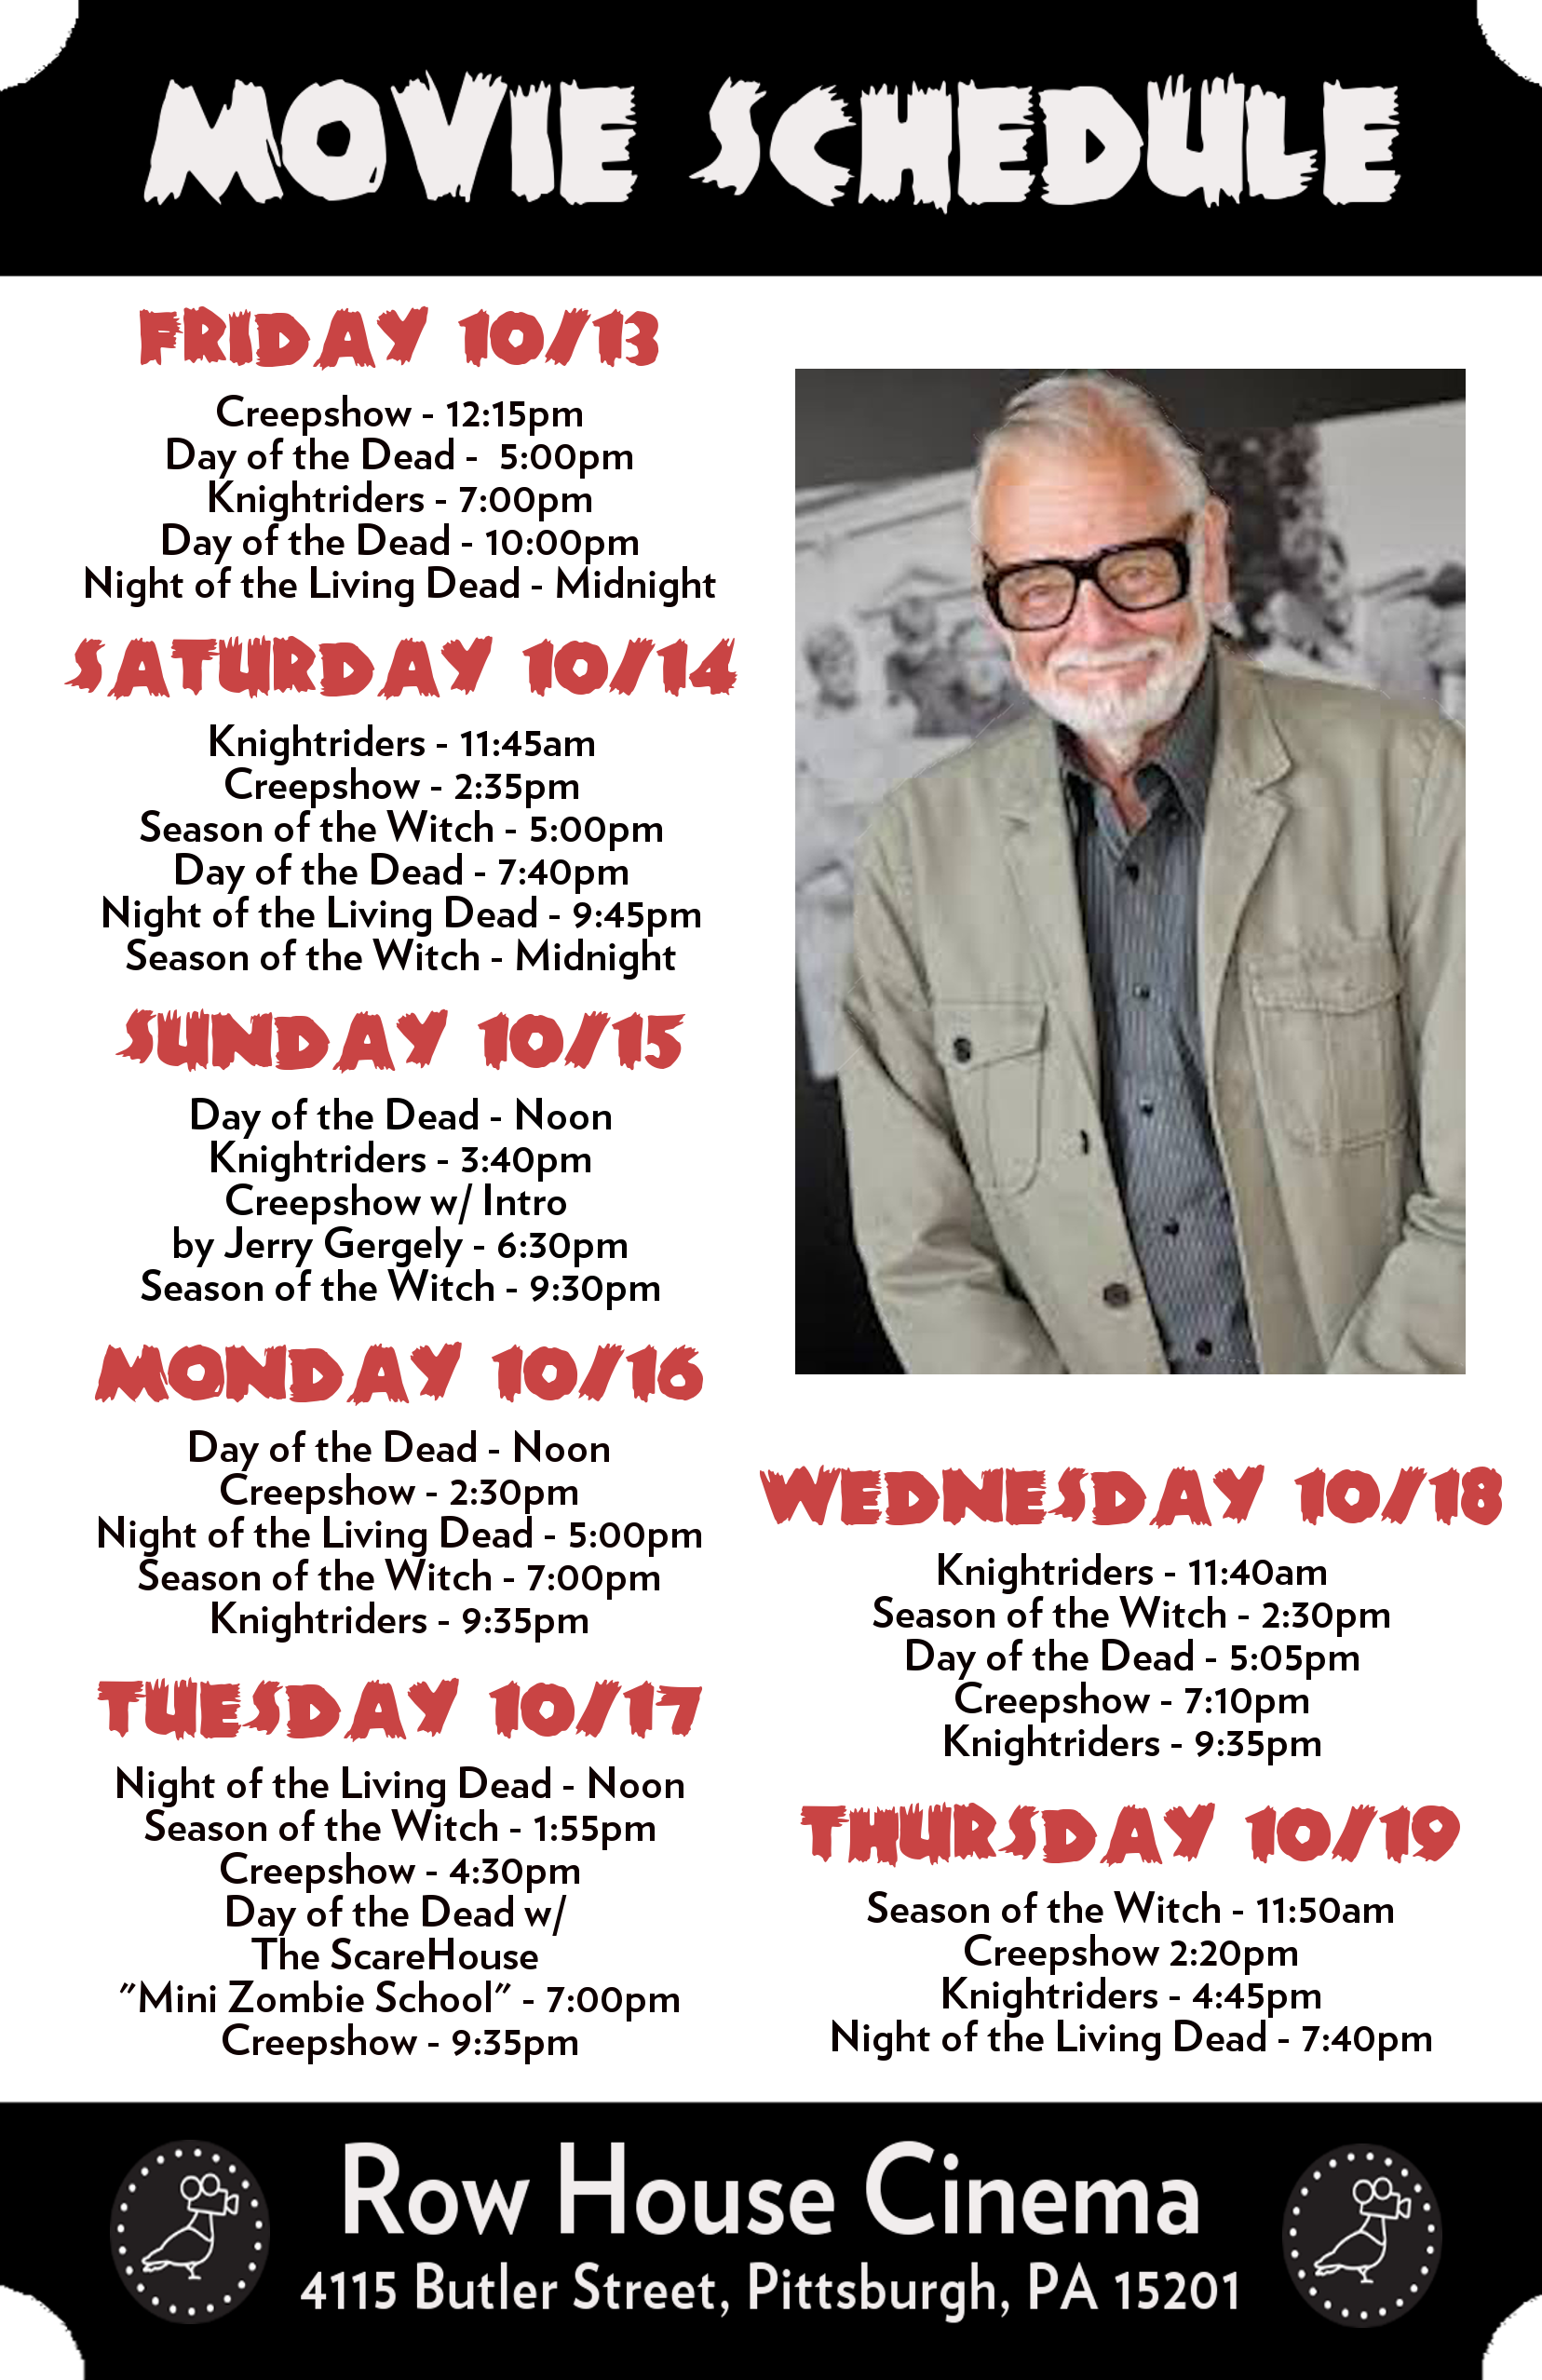 MOVIE SCHEDULE
FRIDAY 10/13
Creepshow - 12:15pm
Day of the Dead - 5:00pm
Knightriders - 7:00pm
Day of the Dead - 10:00pm
Night of the Living Dead - Midnight
SATURDAY 10/14
Knightriders - 11:45am
Creepshow - 2:35pm
Season of the Witch - 5:00pm
Day of the Dead - 7:40pm
Night of the Living Dead - 9:45pm
Season of the Witch - Midnight
SUNDAY 10/15
Day of the Dead - Noon
Knightriders - 3:40pm
Creepshow w/ Intro
by Jerry Gergely - 6:30pm
Season of the Witch - 9:30pm
MONDAY 10/16
Day of the Dead - Noon
Creepshow - 2:30pm
Night of the Living Dead - 5:00pm
Season of the Witch - 7:00pm
Knightriders - 9:35pm
TUESDAY 10/17
Night of the Living Dead - Noon
Season of the Witch - 1:55pm
Creepshow - 4:30pm
Day of the Dead w/
The ScareHouse
"Mini Zombie School" - 7:00pm
Creepshow - 9:35pm
WEDNESDAY 10/18
Knightriders - 11:40am
Season of the Witch - 2:30pm
Day of the Dead - 5:05pm
Creepshow - 7:10pm
Knightriders - 9:35pm
THURSDAY 10/19
Season of the Witch - 11:50am
Creepshow 2:20pm
Knightriders - 4:45pm
Night of the Living Dead - 7:40pm
Row House Cinema
4115 Butler Street, Pittsburgh, PA 15201